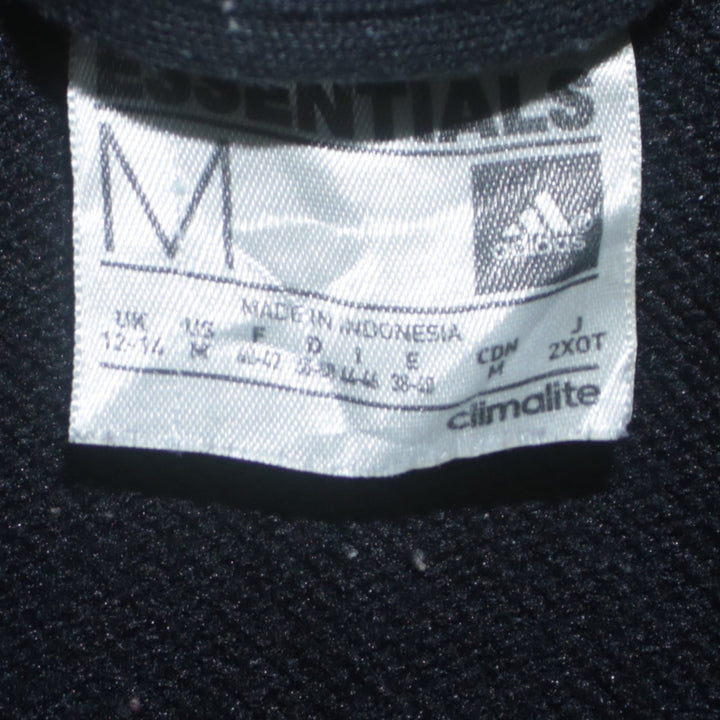 ESSENTIALS
M
adidas
MADE IN INDONESIA
UK US F D I E CDN J
12-14 M 40-42 44-46 38-40 M 2XOT
climalite